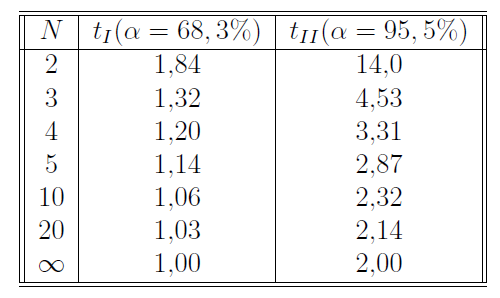 N t_I(α = 68, 3%) t_II(α = 95, 5%)
2 1,84 14,0
3 1,32 4,53
4 1,20 3,31
5 1,14 2,87
10 1,06 2,32
20 1,03 2,14
∞ 1,00 2,00